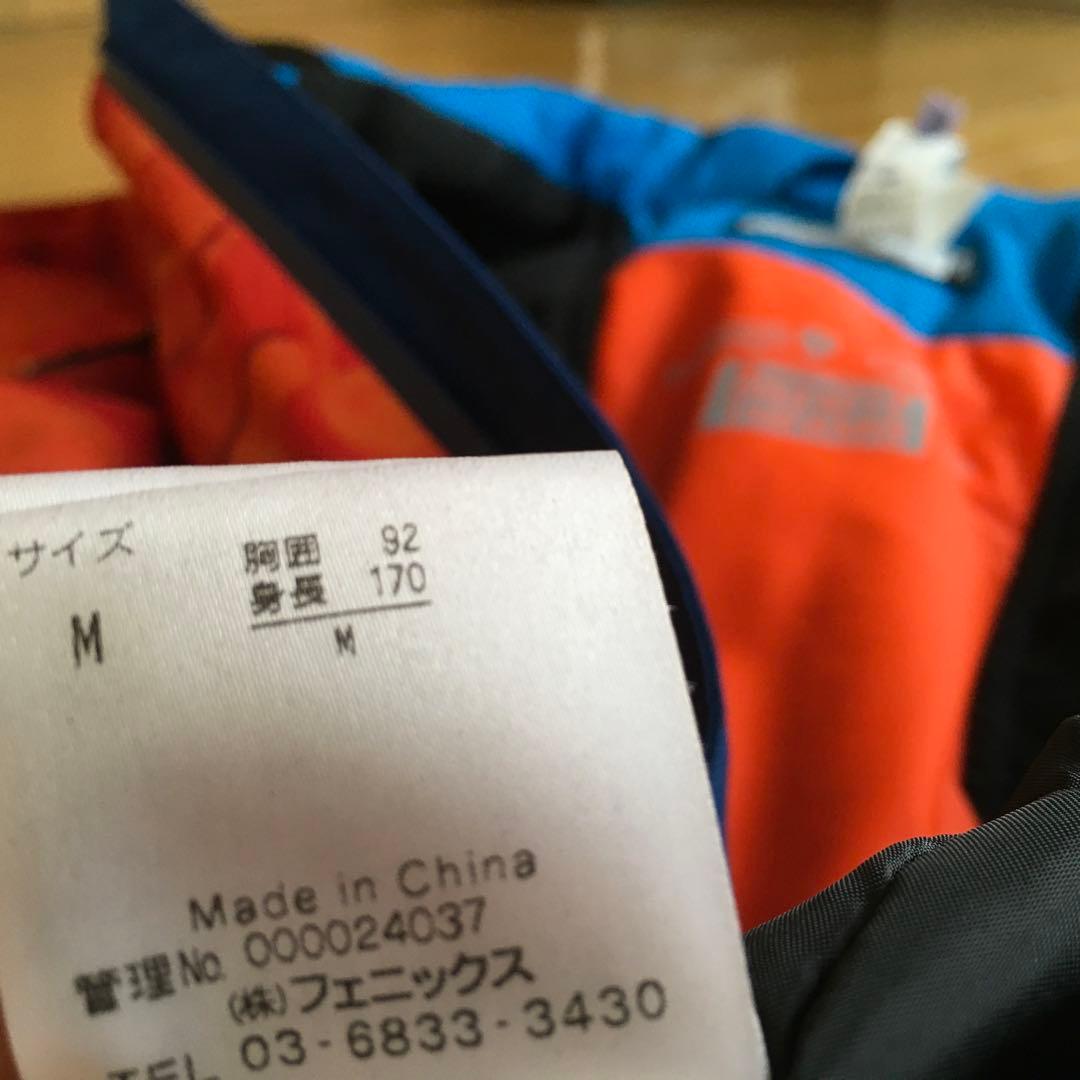 サイズ
M
胸囲 92
身長 170
M
Made in China
管理No. 000024037
(株)フェニックス
TEL 03-6833-3430